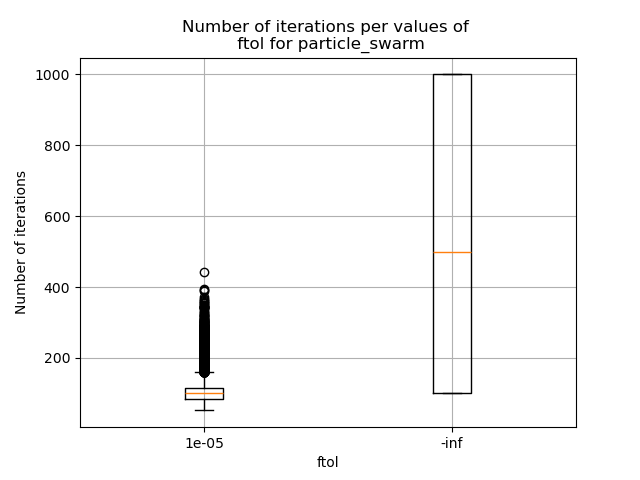 Number of iterations per values of
ftol for particle_swarm
Number of iterations
1000
800
600
400
200
1e-05
-inf
ftol